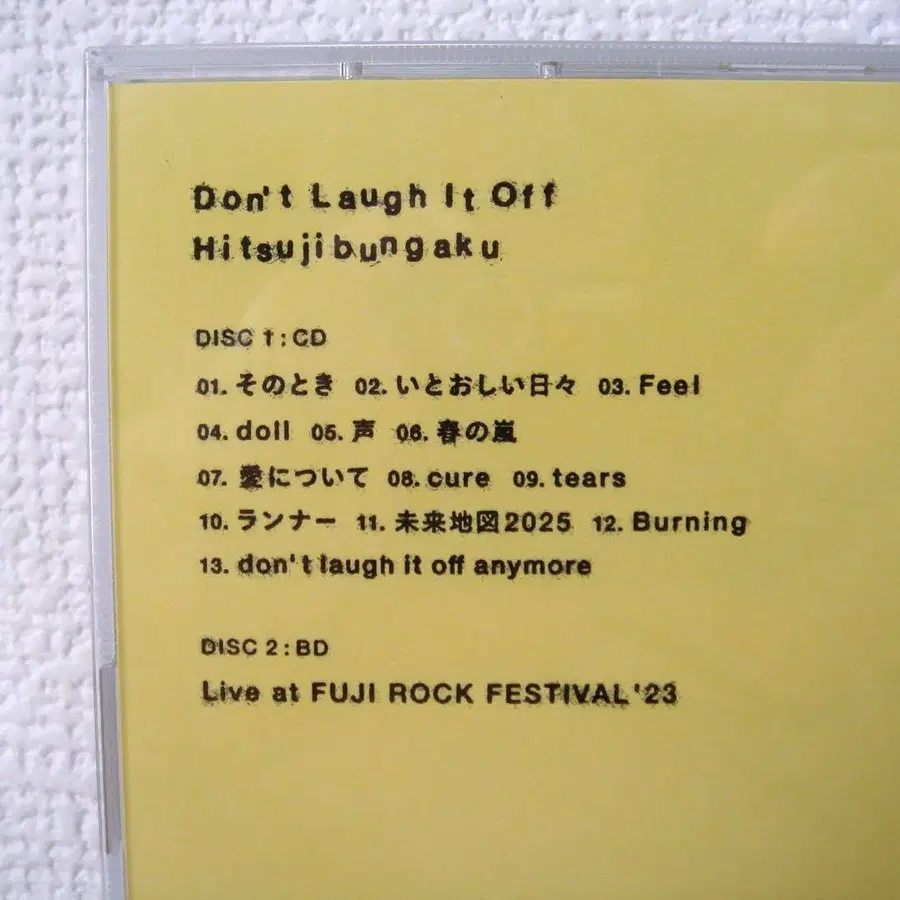 Don't Laugh It Off
Hitsujibungaku
DISC 1:CD
01. そのとき 02. いとおしい日々 03. Feel
04. doll 05. 声 06. 春の嵐
07. 愛について 08. cure 09. tears
10. ランナー 11. 未来地図2025 12. Burning
13. don't laugh it off anymore
DISC 2:BD
Live at FUJI ROCK FESTIVAL '23